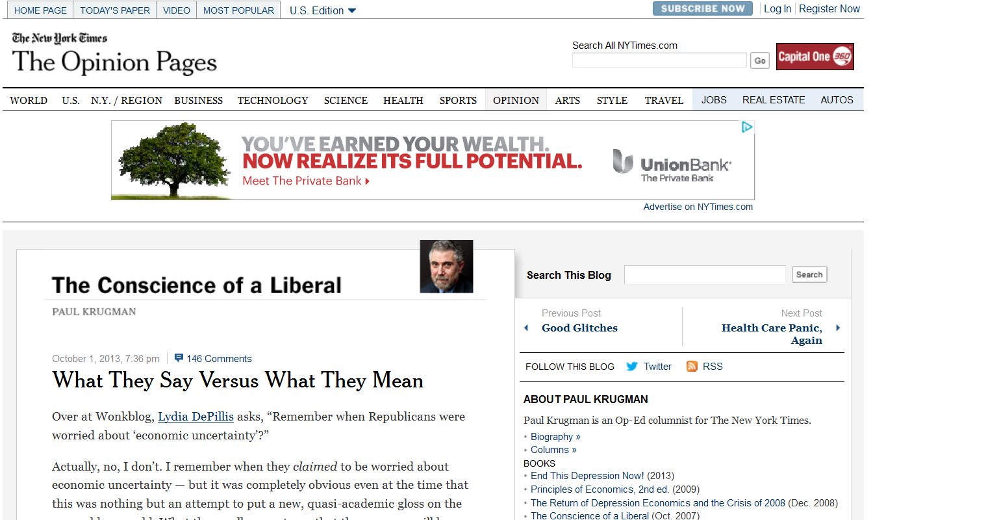 HOME PAGE TODAY'S PAPER VIDEO MOST POPULAR U.S. Edition
SUBSCRIBE NOW Log In Register Now
The New York Times
The Opinion Pages
Search All NYTimes.com
Go
Capital One 360
WORLD U.S. N.Y. / REGION BUSINESS TECHNOLOGY SCIENCE HEALTH SPORTS OPINION ARTS STYLE TRAVEL JOBS REAL ESTATE AUTOS
YOU'VE EARNED YOUR WEALTH.
NOW REALIZE ITS FULL POTENTIAL.
Meet The Private Bank
UnionBank®
The Private Bank
Advertise on NYTimes.com
The Conscience of a Liberal
PAUL KRUGMAN
October 1, 2013, 7:36 pm 146 Comments
What They Say Versus What They Mean
Over at Wonkblog, Lydia DePillis asks, “Remember when Republicans were
worried about ‘economic uncertainty’?”
Actually, no, I don’t. I remember when they claimed to be worried about
economic uncertainty — but it was completely obvious even at the time that
this was nothing but an attempt to put a new, quasi-academic gloss on the
Search This Blog
Search
Previous Post
Good Glitches
Next Post
Health Care Panic,
Again
FOLLOW THIS BLOG Twitter RSS
ABOUT PAUL KRUGMAN
Paul Krugman is an Op-Ed columnist for The New York Times.
Biography »
Columns »
BOOKS
End This Depression Now! (2013)
Principles of Economics, 2nd ed. (2009)
The Return of Depression Economics and the Crisis of 2008 (Dec. 2008)
The Conscience of a Liberal (Oct. 2007)